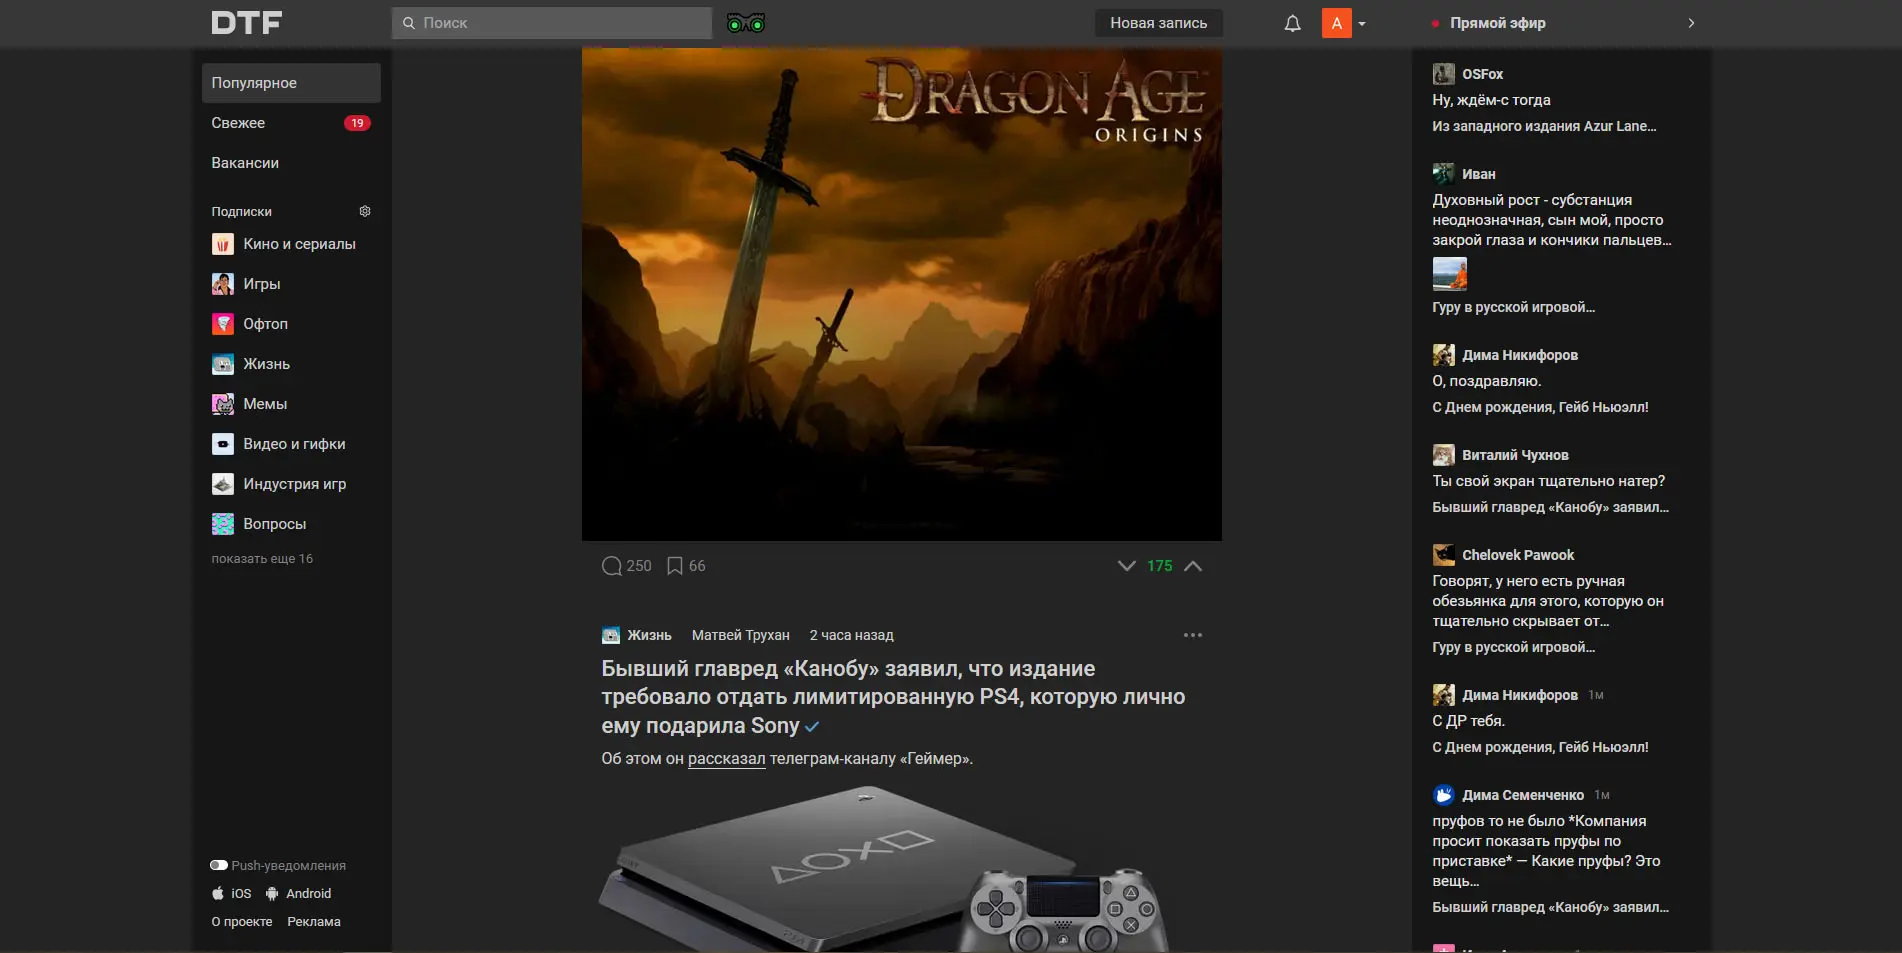 DTF
Поиск
Новая запись
A
Прямой эфир
Популярное
Свежее
19
Вакансии
Подписки
Кино и сериалы
Игры
Офтоп
Жизнь
Мемы
Видео и гифки
Индустрия игр
Вопросы
показать еще 16
Push-уведомления
iOS
Android
О проекте
Реклама
DRAGON AGE
ORIGINS
250
66
175
Жизнь
Матвей Трухан
2 часа назад
Бывший главред «Канобу» заявил, что издание
требовало отдать лимитированную PS4, которую лично
ему подарила Sony
Об этом он рассказал телеграм-каналу «Геймер».
OSFox
Ну, ждём-с тогда
Из западного издания Azur Lane…
Иван
Духовный рост - субстанция
неоднозначная, сын мой, просто
закрой глаза и кончики пальцев…
Гуру в русской игровой…
Дима Никифоров
О, поздравляю.
С Днем рождения, Гейб Ньюэлл!
Виталий Чухнов
Ты свой экран тщательно натер?
Бывший главред «Канобу» заявил…
Chelovek Pawook
Говорят, у него есть ручная
обезьянка для этого, которую он
тщательно скрывает от…
Гуру в русской игровой…
Дима Никифоров 1м
С ДР тебя.
С Днем рождения, Гейб Ньюэлл!
Дима Семенченко 1м
пруфов то не было *Компания
просит показать пруфы по
приставке* — Какие пруфы? Это
вещь…
Бывший главред «Канобу» заявил…